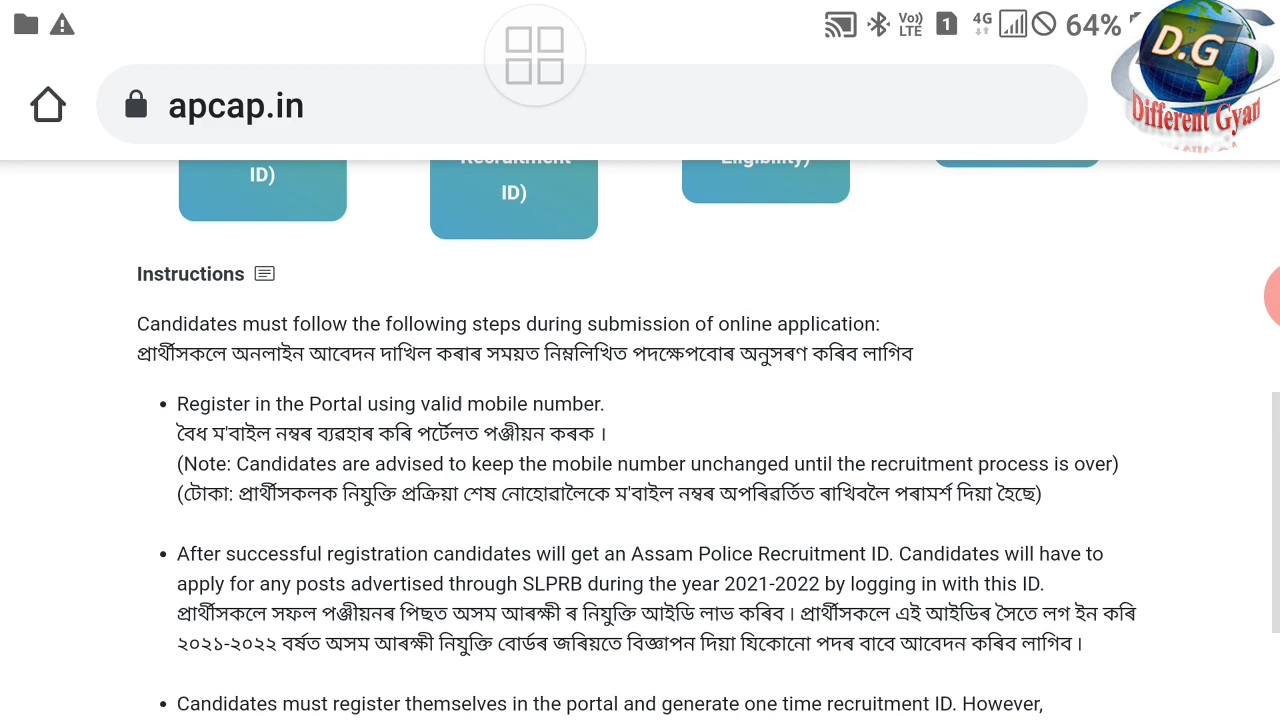 Vo)) LTE 1 4G 64%
D.G
Different Gyan
apcap.in
ID)
Recruitment
ID)
Eligibility)
Instructions
Candidates must follow the following steps during submission of online application:
প্ৰাৰ্থীসকলে অনলাইন আবেদন দাখিল কৰাৰ সময়ত নিম্নলিখিত পদক্ষেপবোৰ অনুসৰণ কৰিব লাগিব
• Register in the Portal using valid mobile number.
বৈধ ম'বাইল নম্বৰ ব্যৱহাৰ কৰি পৰ্টেলত পঞ্জীয়ন কৰক ।
(Note: Candidates are advised to keep the mobile number unchanged until the recruitment process is over)
(টোকা: প্ৰাৰ্থীসকলক নিযুক্তি প্ৰক্ৰিয়া শেষ নোহোৱালৈকে ম'বাইল নম্বৰ অপৰিৱৰ্তিত ৰাখিবলৈ পৰামৰ্শ দিয়া হৈছে)
• After successful registration candidates will get an Assam Police Recruitment ID. Candidates will have to
apply for any posts advertised through SLPRB during the year 2021-2022 by logging in with this ID.
প্ৰাৰ্থীসকলে সফল পঞ্জীয়নৰ পিছত অসম আৰক্ষী ৰ নিযুক্তি আইডি লাভ কৰিব । প্ৰাৰ্থীসকলে এই আইডিৰ সৈতে লগ ইন কৰি
২০২১-২০২২ বৰ্ষত অসম আৰক্ষী নিযুক্তি বোৰ্ডৰ জৰিয়তে বিজ্ঞাপন দিয়া যিকোনো পদৰ বাবে আবেদন কৰিব লাগিব ।
• Candidates must register themselves in the portal and generate one time recruitment ID. However,